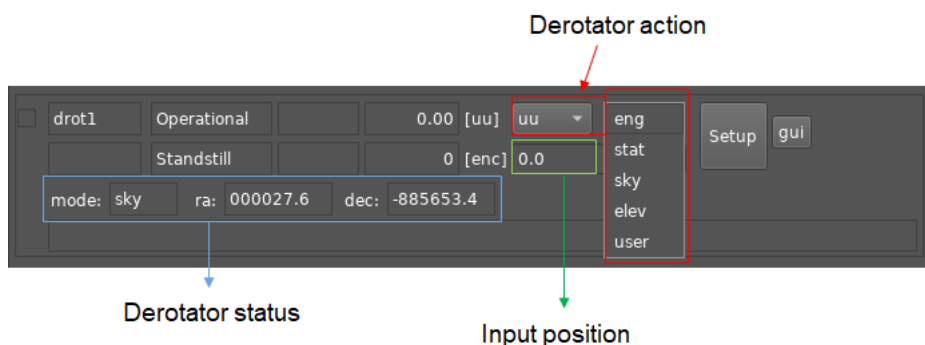 Derotator action
drot1 Operational 0.00 [uu] uu eng
Setup gui
stat
Standstill 0 [enc] 0.0
sky
mode: sky ra: 000027.6 dec: -885653.4
elev
user
Derotator status
Input position